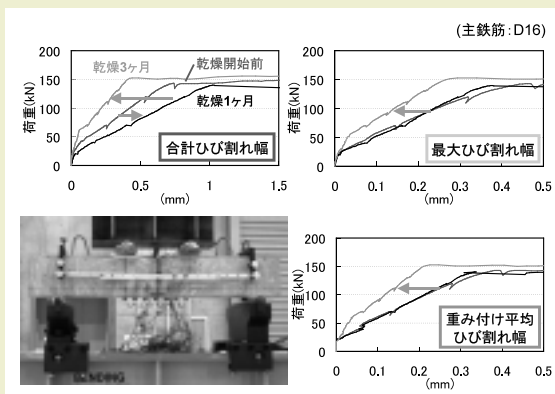 (主鉄筋:D16)
200
150
100
50
0
荷重(kN)
乾燥3ヶ月
乾燥開始前
乾燥1ヶ月
合計ひび割れ幅
0
0.5
1
1.5
(mm)
200
150
100
50
0
荷重(kN)
最大ひび割れ幅
0
0.1
0.2
0.3
0.4
0.5
(mm)
BENDING
200
150
100
50
0
荷重(kN)
重み付け平均
ひび割れ幅
0
0.1
0.2
0.3
0.4
0.5
(mm)